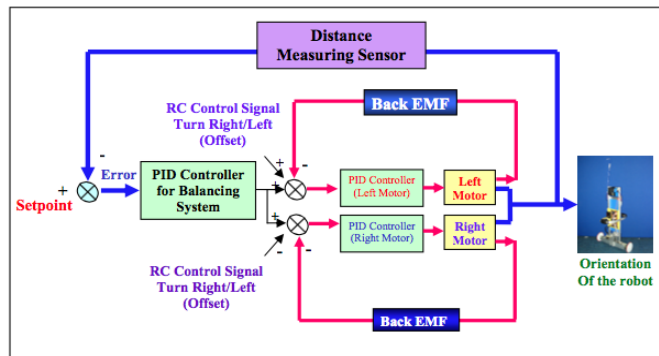 Distance
Measuring Sensor
Back EMF
RC Control Signal
Turn Right/Left
(Offset)
-
+
-
+
Setpoint
Error
PID Controller
for Balancing
System
+
PID Controller
(Left Motor)
Left
Motor
+
PID Controller
(Right Motor)
Right
Motor
-
-
RC Control Signal
Turn Right/Left
(Offset)
Back EMF
Orientation
Of the robot